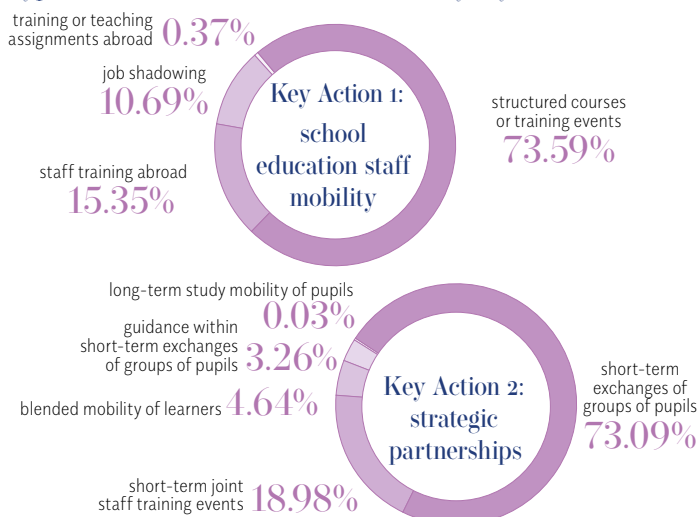 training or teaching
assignments abroad 0.37%
job shadowing
10.69%
staff training abroad
15.35%
Key Action 1:
school
education staff
mobility
structured courses
or training events
73.59%
long-term study mobility of pupils
0.03%
guidance within
short-term exchanges
of groups of pupils 3.26%
blended mobility of learners 4.64%
short-term joint
staff training events 18.98%
Key Action 2:
strategic
partnerships
short-term
exchanges of
groups of pupils
73.09%